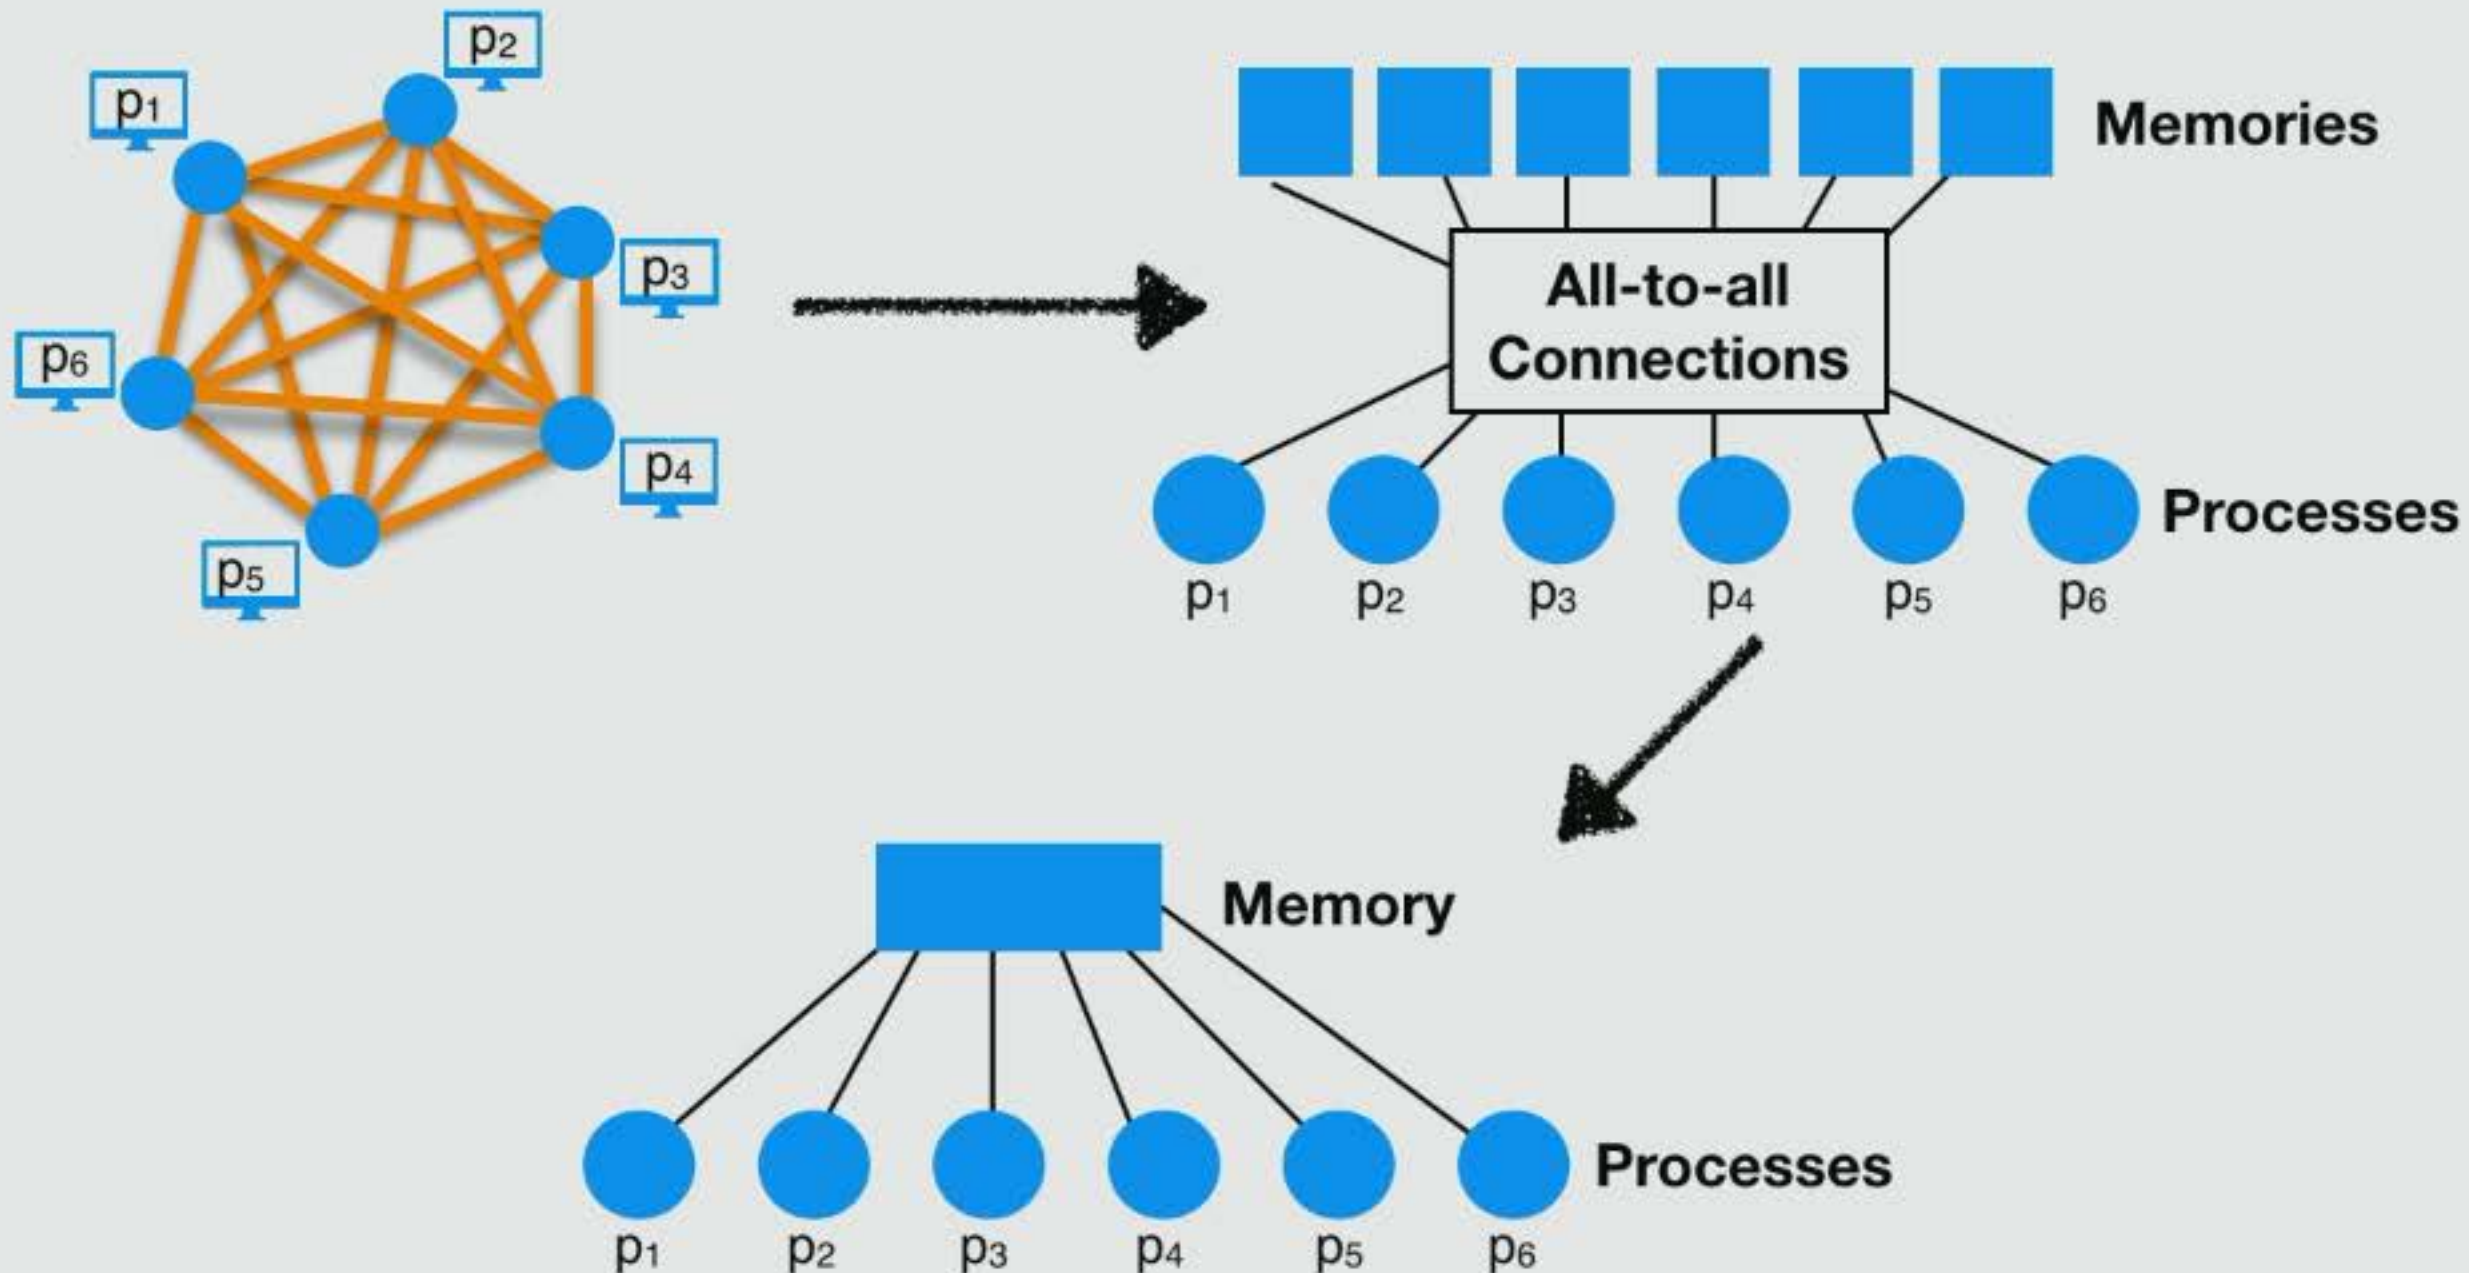 p2
p1
p3
p6
p4
p5
Memories
All-to-all
Connections
Processes
p1 p2 p3 p4 p5 p6
Memory
Processes
p1 p2 p3 p4 p5 p6